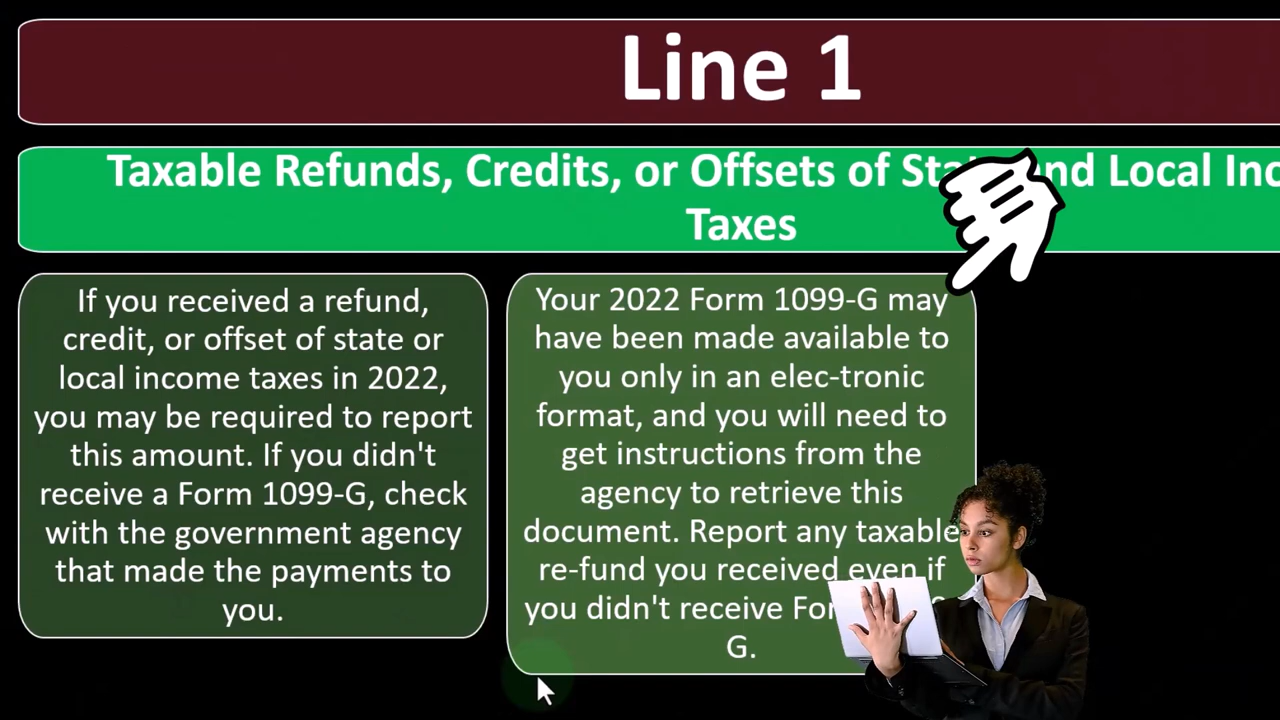 Line 1
Taxable Refunds, Credits, or Offsets of and Local
Taxes
If you received a refund,
credit, or offset of state or
local income taxes in 2022,
you may be required to report
this amount. If you didn't
receive a Form 1099-G, check
with the government agency
that made the payments to
you.
Your 2022 Form 1099-G may
have been made available to
you only in an elec-tronic
format, and you will need to
get instructions from the
agency to retrieve this
document. Report any taxable
re-fund you received even if
you didn't receive
G.